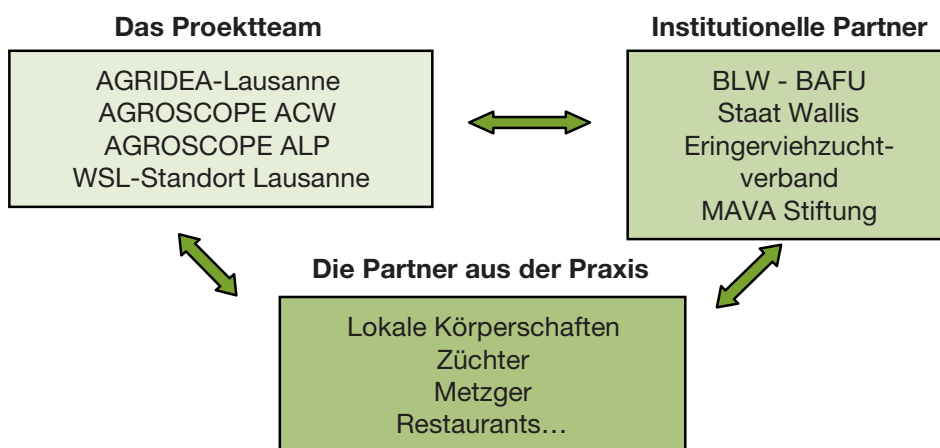 Das Proektteam
AGRIDEA-Lausanne
AGROSCOPE ACW
AGROSCOPE ALP
WSL-Standort Lausanne
Institutionelle Partner
BLW - BAFU
Staat Wallis
Eringerviehzucht-
verband
MAVA Stiftung
Die Partner aus der Praxis
Lokale Körperschaften
Züchter
Metzger
Restaurants…